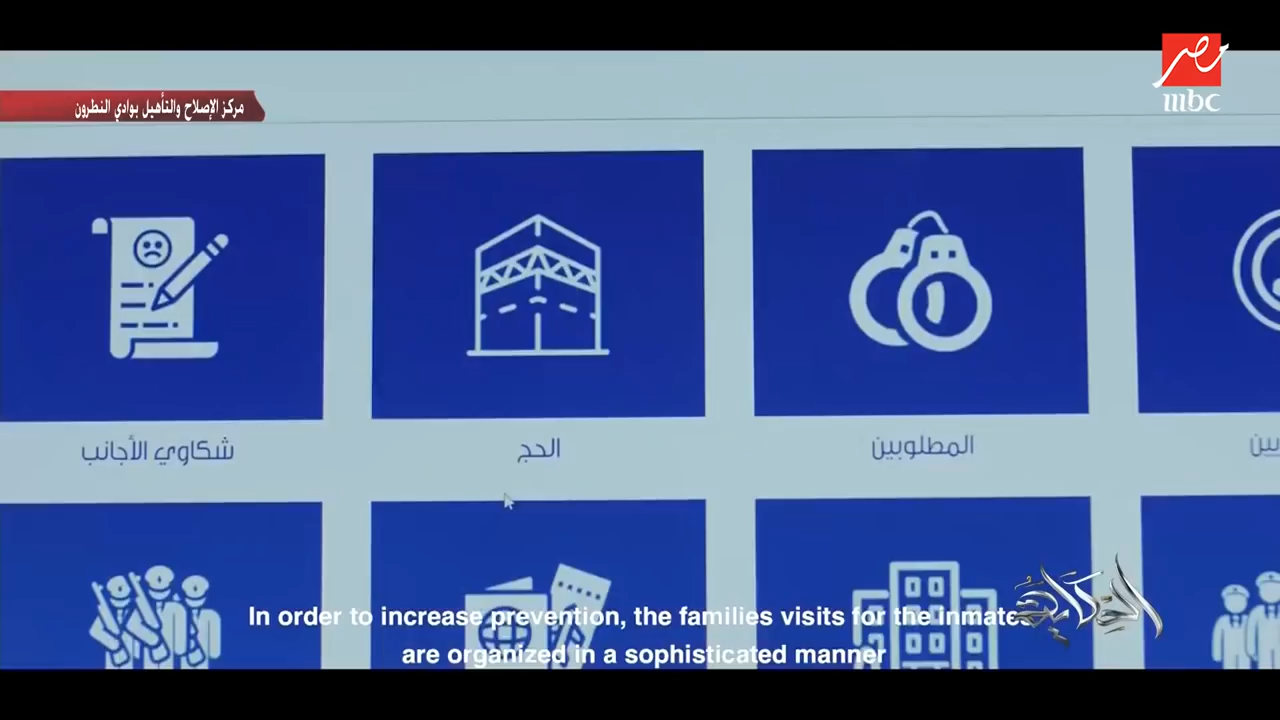 مصر
mbc
مركز الإصلاح والتأهيل بوادي النطرون
المطلوبين
الحج
شكاوي الأجانب
In order to increase prevention, the families visits for the inmates
are organized in a sophisticated manner
الحكاية